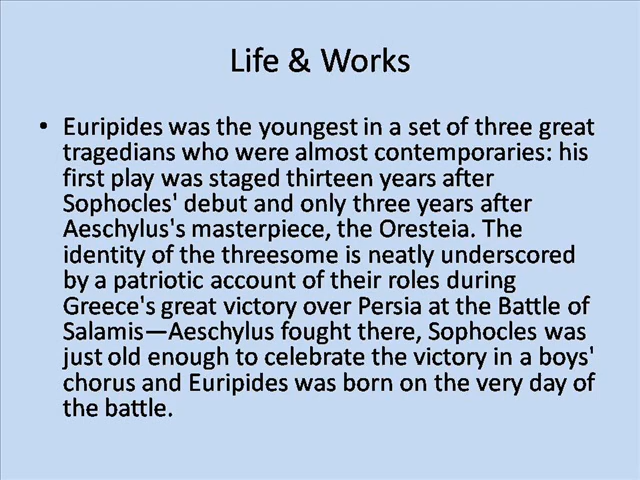 Life & Works
• Euripides was the youngest in a set of three great
tragedians who were almost contemporaries: his
first play was staged thirteen years after
Sophocles' debut and only three years after
Aeschylus's masterpiece, the Oresteia. The
identity of the threesome is neatly underscored
by a patriotic account of their roles during
Greece's great victory over Persia at the Battle of
Salamis—Aeschylus fought there, Sophocles was
just old enough to celebrate the victory in a boys'
chorus and Euripides was born on the very day of
the battle.